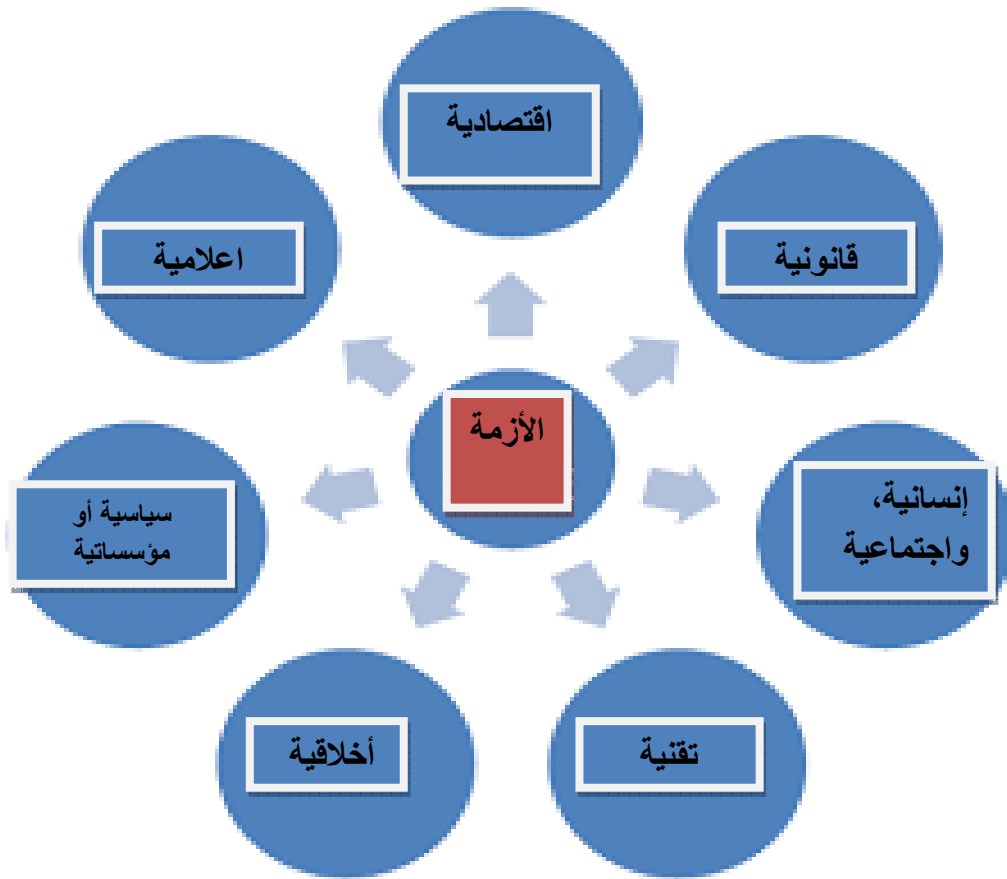 اقتصادية
قانونية
اعلامية
الأزمة
إنسانية،
واجتماعية
سياسية أو
مؤسساتية
تقنية
أخلاقية